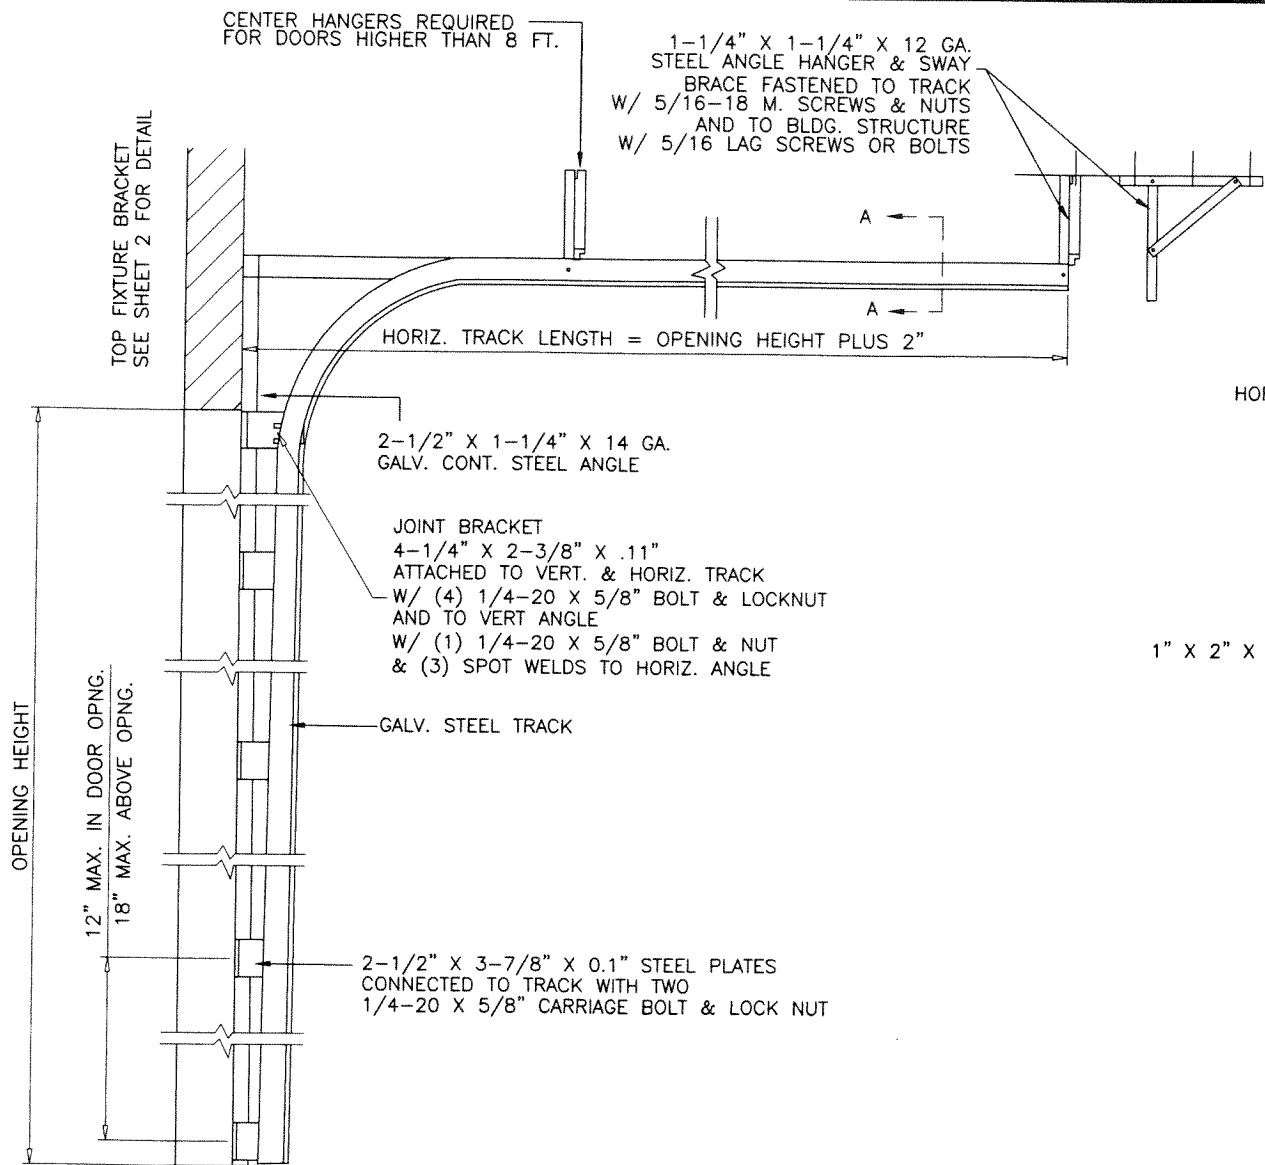 CENTER HANGERS REQUIRED
FOR DOORS HIGHER THAN 8 FT.
1-1/4" X 1-1/4" X 12 GA.
STEEL ANGLE HANGER & SWAY
BRACE FASTENED TO TRACK
W/ 5/16-18 M. SCREWS & NUTS
AND TO BLDG. STRUCTURE
W/ 5/16 LAG SCREWS OR BOLTS
TOP FIXTURE BRACKET
SEE SHEET 2 FOR DETAIL
A
A
HORIZ. TRACK LENGTH = OPENING HEIGHT PLUS 2"
2-1/2" X 1-1/4" X 14 GA.
GALV. CONT. STEEL ANGLE
JOINT BRACKET
4-1/4" X 2-3/8" X .11"
ATTACHED TO VERT. & HORIZ. TRACK
W/ (4) 1/4-20 X 5/8" BOLT & LOCKNUT
AND TO VERT ANGLE
W/ (1) 1/4-20 X 5/8" BOLT & NUT
& (3) SPOT WELDS TO HORIZ. ANGLE
1" X 2" X
GALV. STEEL TRACK
OPENING HEIGHT
12" MAX. IN DOOR OPNG.
18" MAX. ABOVE OPNG.
2-1/2" X 3-7/8" X 0.1" STEEL PLATES
CONNECTED TO TRACK WITH TWO
1/4-20 X 5/8" CARRIAGE BOLT & LOCK NUT